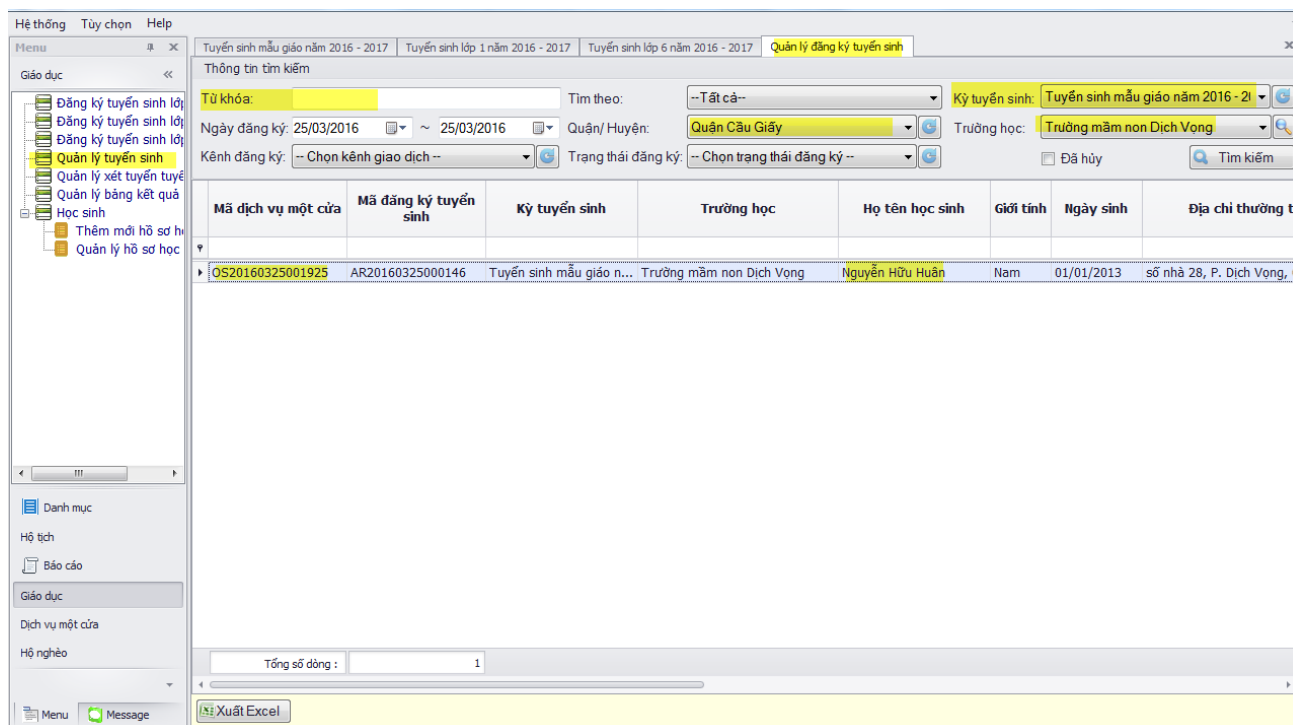 Hệ thống Tùy chọn Help
Menu
Tuyển sinh mẫu giáo năm 2016 - 2017 Tuyển sinh lớp 1 năm 2016 - 2017 Tuyển sinh lớp 6 năm 2016 - 2017 Quản lý đăng ký tuyển sinh
Giáo dục
Đăng ký tuyển sinh lớp
Đăng ký tuyển sinh lớp
Đăng ký tuyển sinh lớp
Quản lý tuyển sinh
Quản lý xét tuyển tuyể
Quản lý bảng kết quả
Học sinh
Thêm mới hồ sơ họ
Quản lý hồ sơ học
Thông tin tìm kiếm
Từ khóa: Tìm theo: --Tất cả-- Kỳ tuyển sinh: Tuyển sinh mẫu giáo năm 2016 - 20
Ngày đăng ký: 25/03/2016 ~ 25/03/2016 Quận/ Huyện: Quận Cầu Giấy Trường học: Trường mầm non Dịch Vọng
Kênh đăng ký: -- Chọn kênh giao dịch -- Trạng thái đăng ký: -- Chọn trạng thái đăng ký -- Đã hủy Tìm kiếm
Mã dịch vụ một cửa Mã đăng ký tuyển sinh Kỳ tuyển sinh Trường học Họ tên học sinh Giới tính Ngày sinh Địa chỉ thường t
OS20160325001925 AR20160325000146 Tuyển sinh mẫu giáo n... Trường mầm non Dịch Vọng Nguyễn Hữu Huân Nam 01/01/2013 số nhà 28, P. Dịch Vọng,
Danh mục
Hộ tịch
Báo cáo
Giáo dục
Dịch vụ một cửa
Hộ nghèo
Tổng số dòng : 1
Menu Message
Xuất Excel